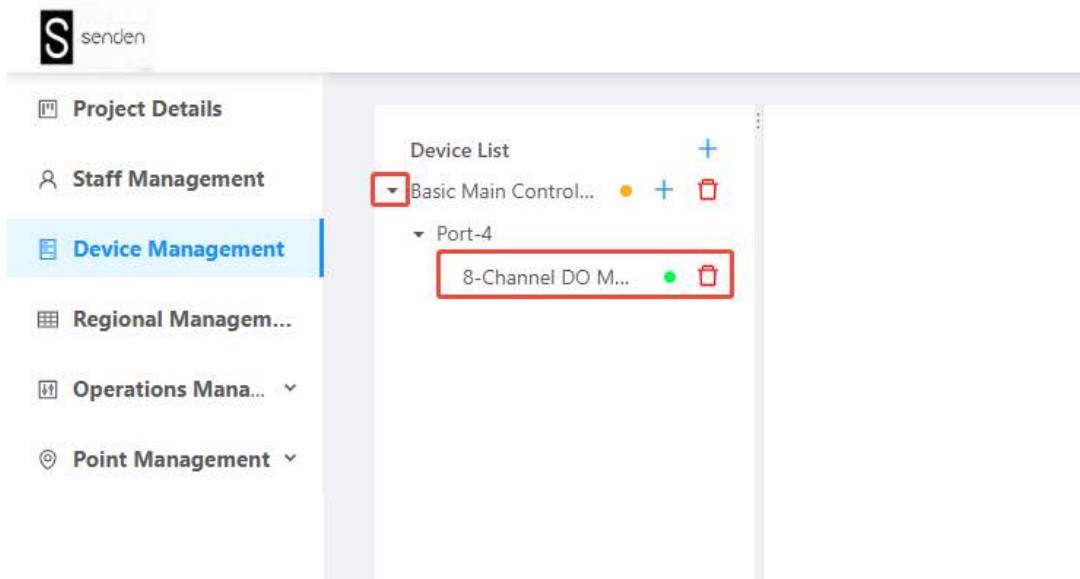 S senden
Project Details
Staff Management
Device Management
Regional Managem...
Operations Mana...
Point Management
Device List
Basic Main Control...
Port-4
8-Channel DO M...